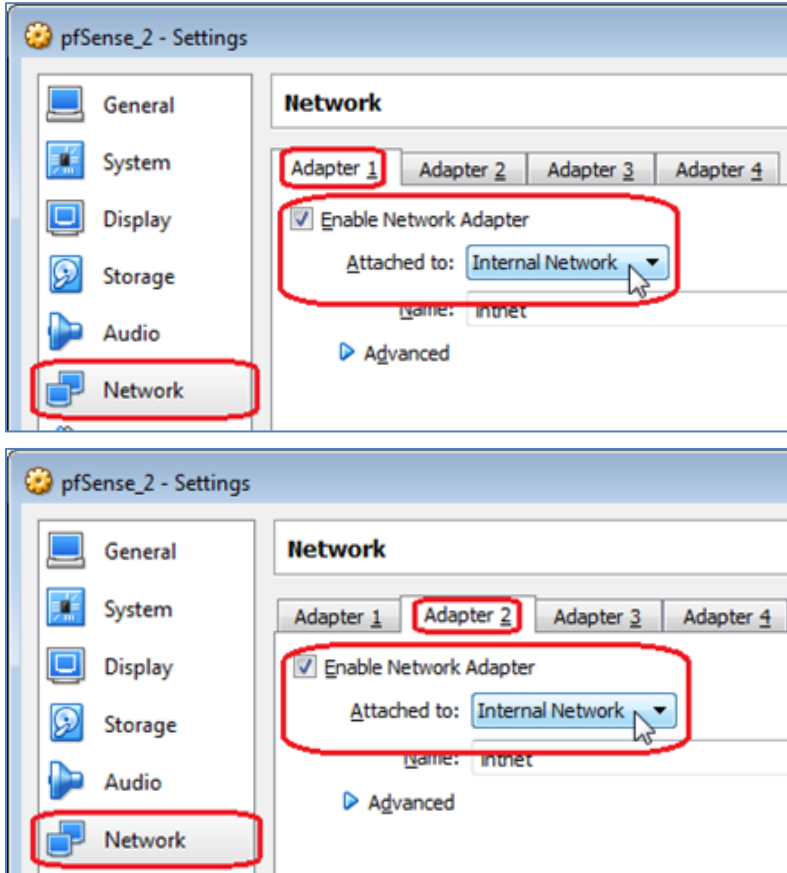 pfSense_2 - Settings
General
Network
System
Adapter 1 Adapter 2 Adapter 3 Adapter 4
Display
Enable Network Adapter
Attached to: Internal Network
Storage
Name: intnet
Audio
Advanced
Network
pfSense_2 - Settings
General
Network
System
Adapter 1 Adapter 2 Adapter 3 Adapter 4
Display
Enable Network Adapter
Attached to: Internal Network
Storage
Name: intnet
Audio
Advanced
Network